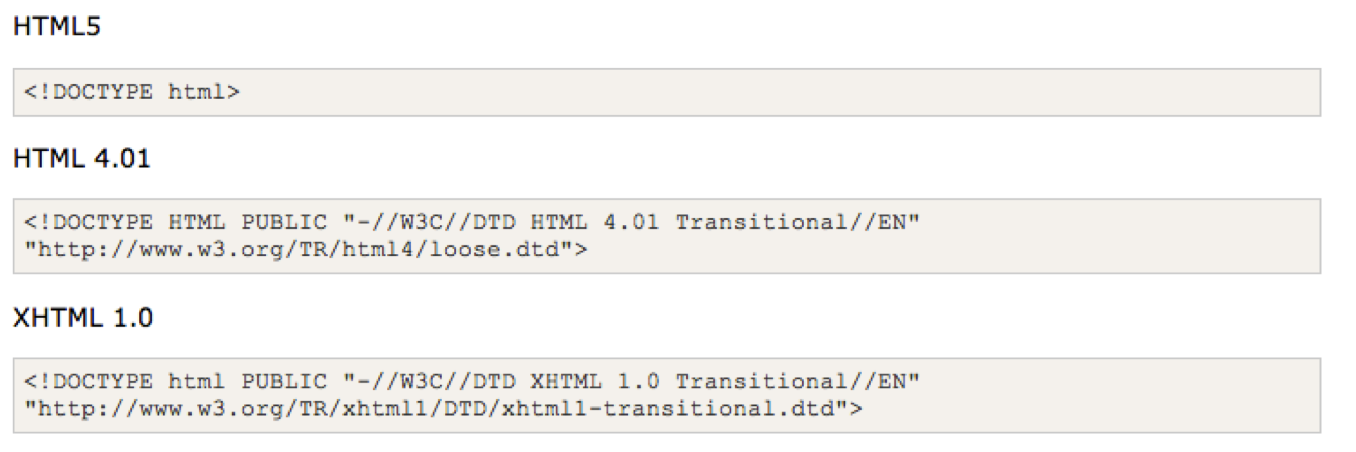 HTML5
<!DOCTYPE html>
HTML 4.01
<!DOCTYPE HTML PUBLIC "-//W3C//DTD HTML 4.01 Transitional//EN"
"http://www.w3.org/TR/html4/loose.dtd">
XHTML 1.0
<!DOCTYPE html PUBLIC "-//W3C//DTD XHTML 1.0 Transitional//EN"
"http://www.w3.org/TR/xhtml1/DTD/xhtml1-transitional.dtd">